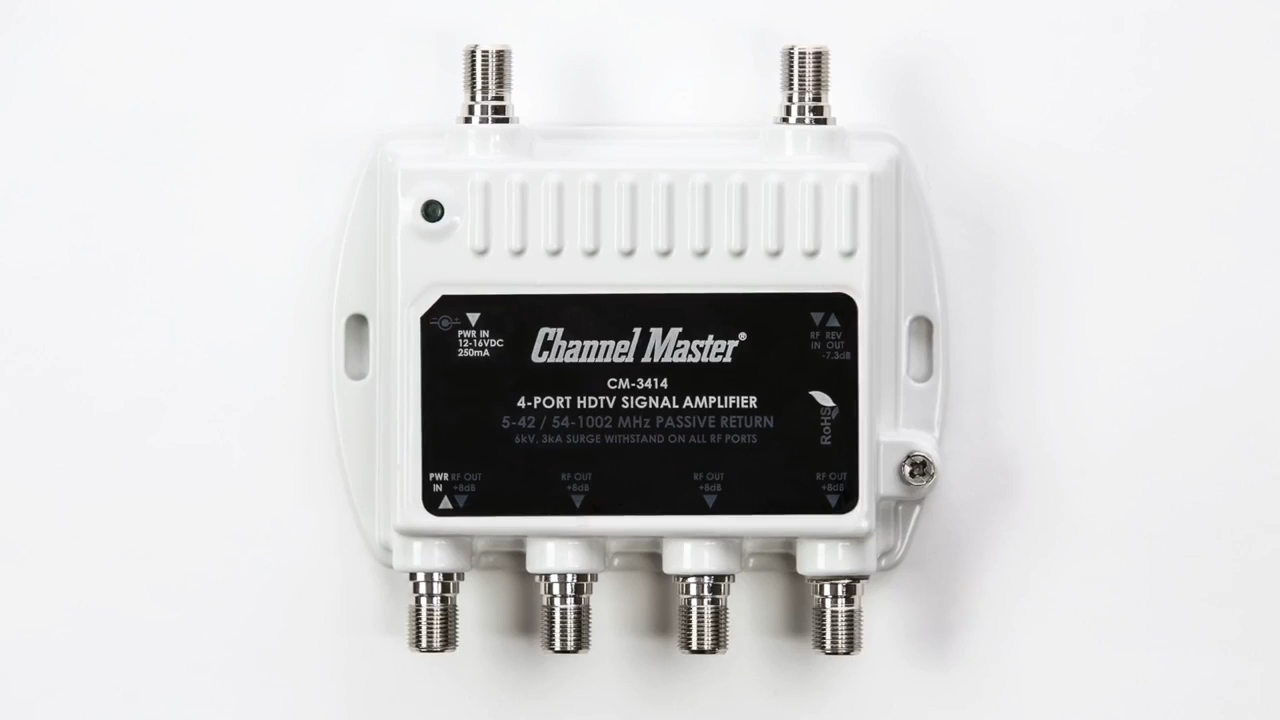 PWR IN
12-16VDC
250mA
Channel Master®
RF REV
IN OUT
-7.3dB
CM-3414
4-PORT HDTV SIGNAL AMPLIFIER
5-42 / 54-1002 MHz PASSIVE RETURN
6kV, 3kA SURGE WITHSTAND ON ALL RF PORTS
RoHS
PWR RF OUT
IN +8dB
RF OUT
+8dB
RF OUT
+8dB
RF OUT
+8dB